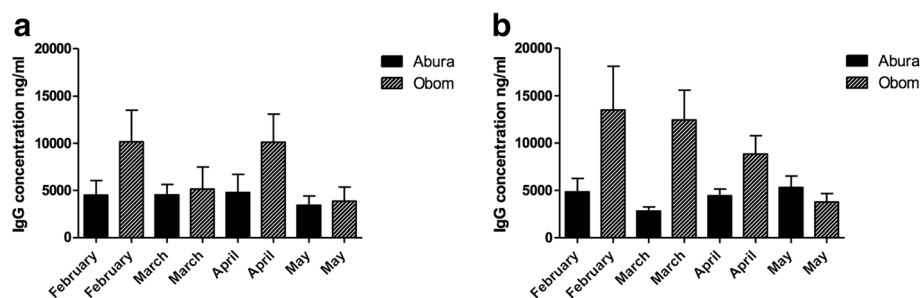 a
IgG concentration ng/ml
20000
15000
10000
5000
0
February
February
March
March
April
April
May
May
Abura
Obom
b
IgG concentration ng/ml
20000
15000
10000
5000
0
February
February
March
March
April
April
May
May
Abura
Obom